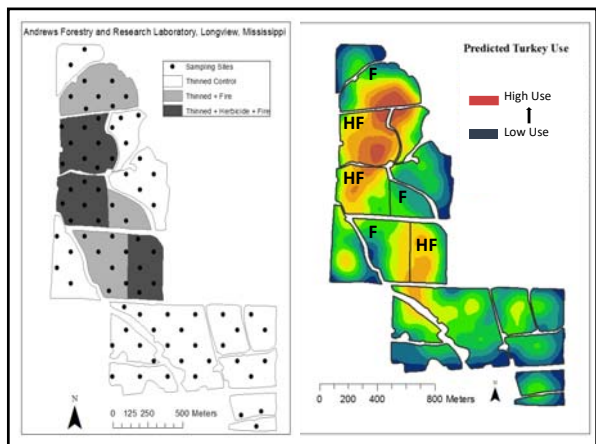 Andrews Forestry and Research Laboratory, Longview, Mississippi
Sampling Sites
Thinned Control
Thinned + Fire
Thinned + Herbicide + Fire
N
0 125 250 500 Meters
Predicted Turkey Use
High Use
Low Use
F
HF
HF
F
F
HF
0 200 400 800 Meters
N